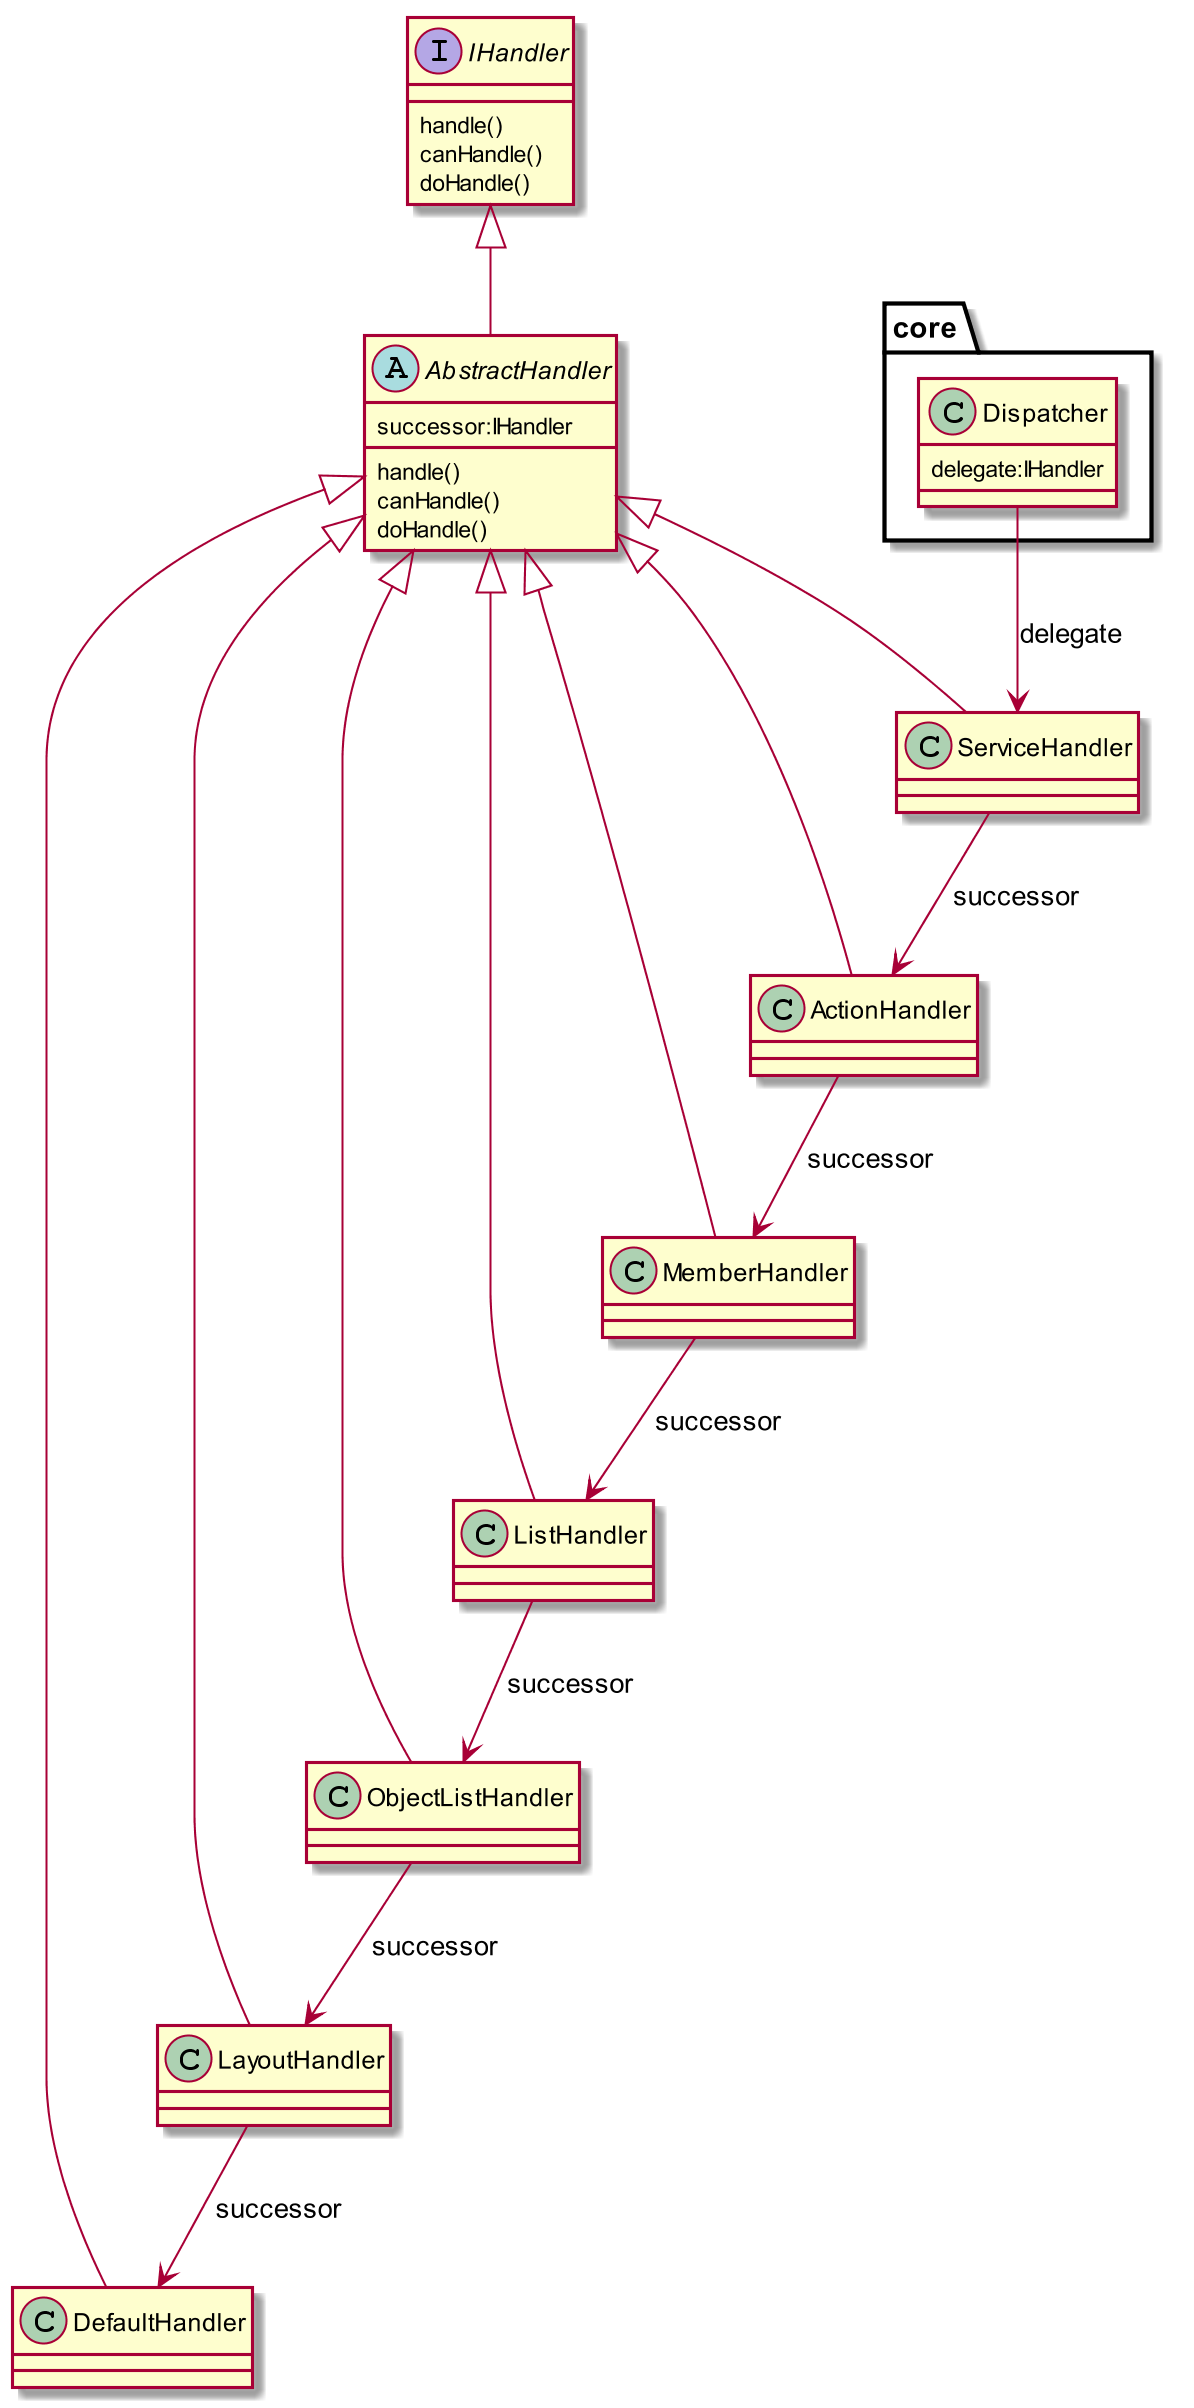 I IHandler
handle()
canHandle()
doHandle()
core
A AbstractHandler
successor:IHandler
handle()
canHandle()
doHandle()
C Dispatcher
delegate:IHandler
delegate
C ServiceHandler
successor
C ActionHandler
successor
C MemberHandler
successor
C ListHandler
successor
C ObjectListHandler
successor
C LayoutHandler
successor
C DefaultHandler